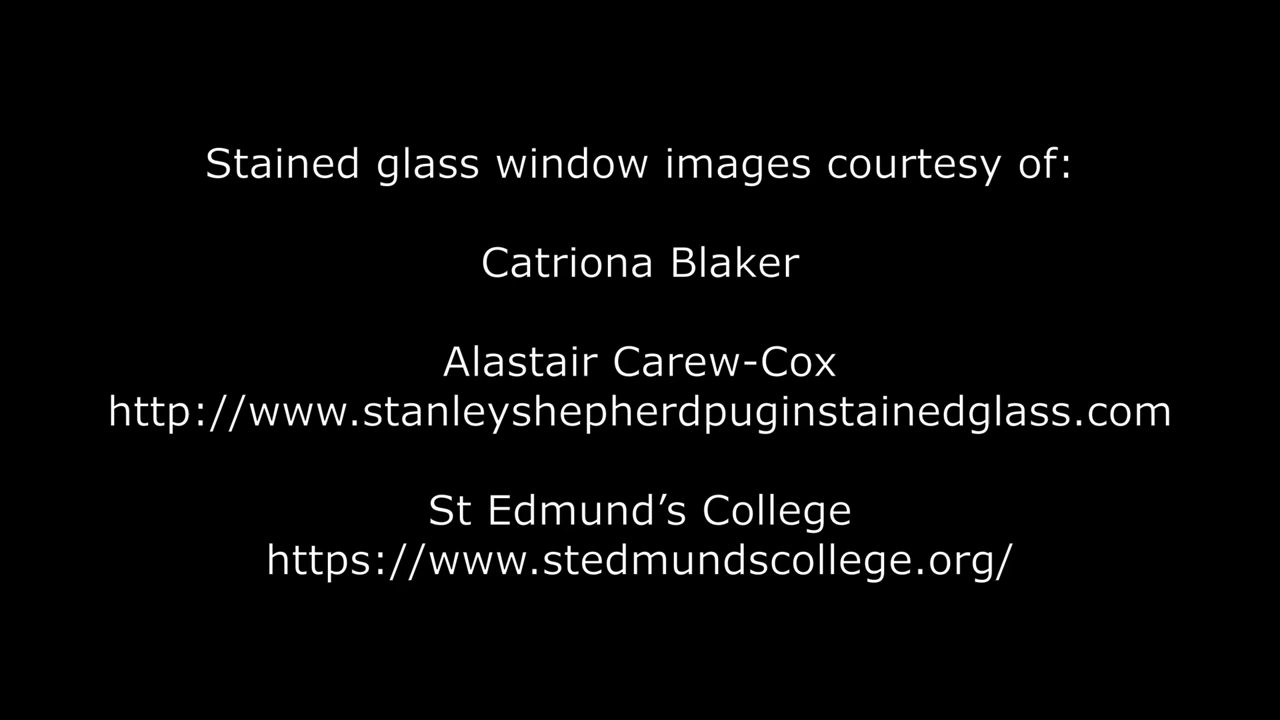 Stained glass window images courtesy of:
Catriona Blaker
Alastair Carew-Cox
http://www.stanleyshepherdpuginstainedglass.com
St Edmund’s College
https://www.stedmundscollege.org/